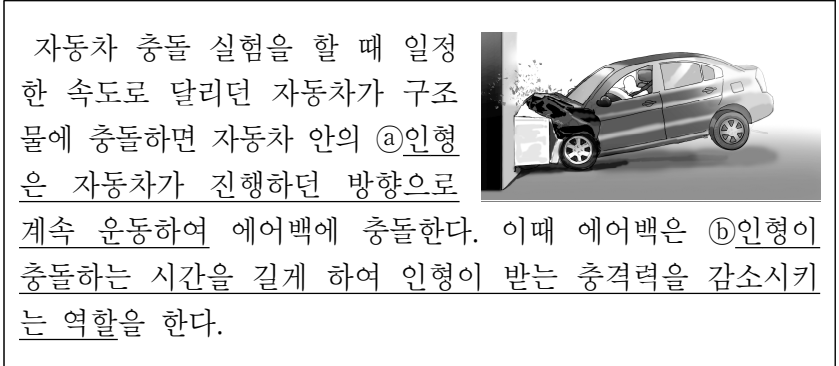 자동차 충돌 실험을 할 때 일정
한 속도로 달리던 자동차가 구조
물에 충돌하면 자동차 안의 ⓐ인형
은 자동차가 진행하던 방향으로
계속 운동하여 에어백에 충돌한다. 이때 에어백은 ⓑ인형이
충돌하는 시간을 길게 하여 인형이 받는 충격력을 감소시키
는 역할을 한다.